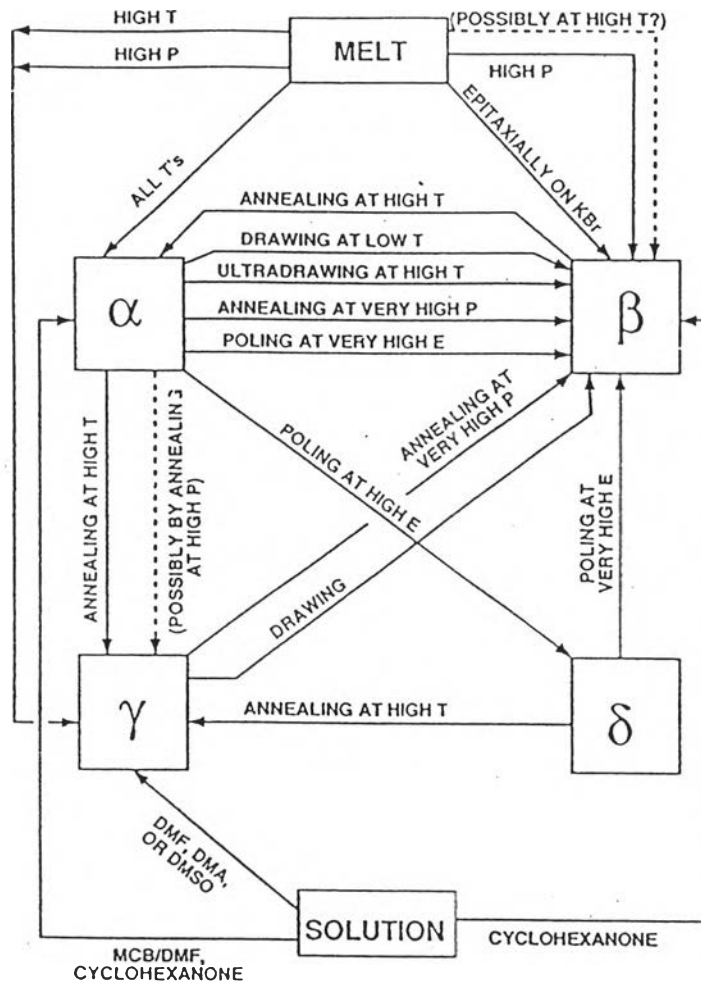 HIGH T
(POSSIBLY AT HIGH T?)
MELT
HIGH P
HIGH P
ALL T's
EPITAXIALLY ON KBr
ANNEALING AT HIGH T
DRAWING AT LOW T
ULTRADRAWING AT HIGH T
α
β
ANNEALING AT VERY HIGH P
POLING AT VERY HIGH E
ANNEALING AT HIGH T
(POSSIBLY BY ANNEALING
AT HIGH P)
POLING AT HIGH E
ANNEALING AT
VERY HIGH P
DRAWING
POLING AT
VERY HIGH E
γ
ANNEALING AT HIGH T
δ
DMF, DMA,
OR DMSO
SOLUTION
CYCLOHEXANONE
MCB/DMF,
CYCLOHEXANONE